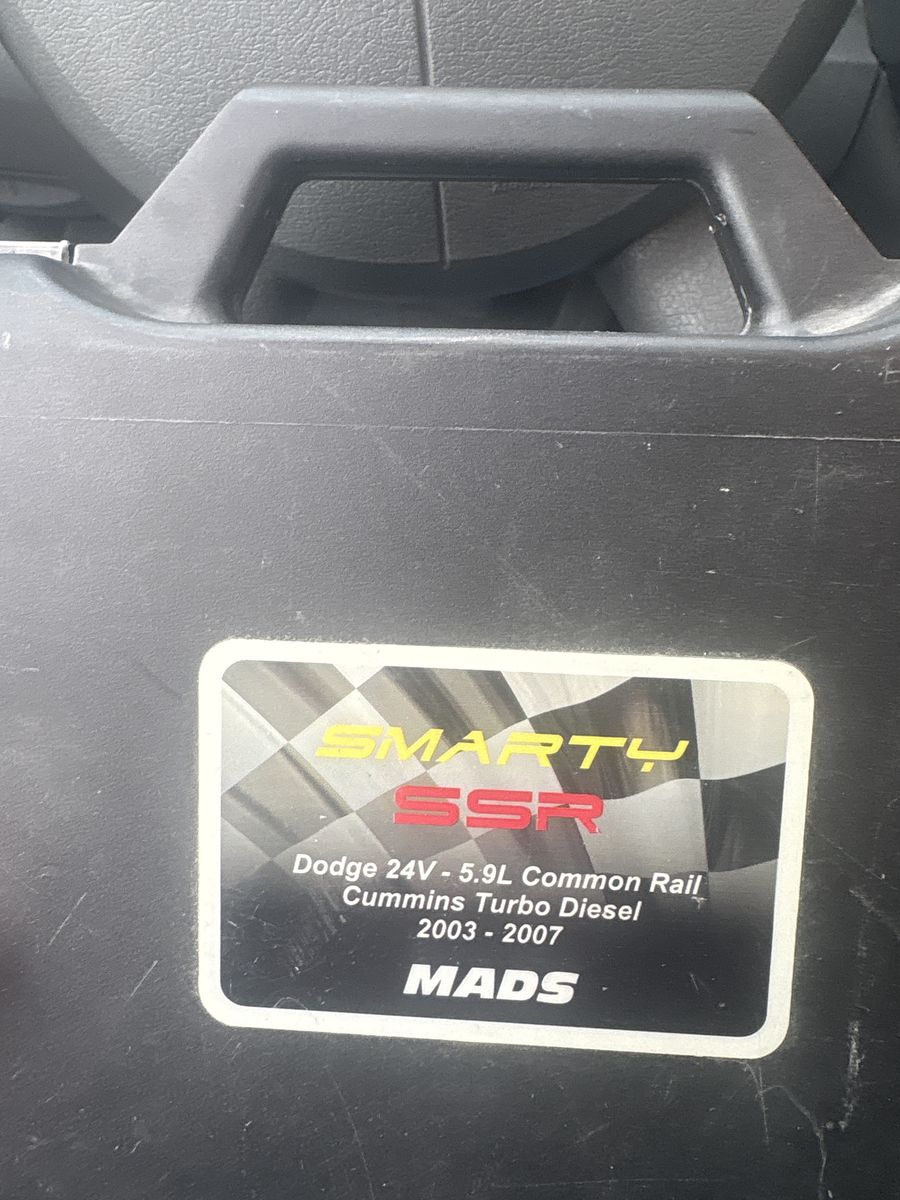 SMARTY
SSR
Dodge 24V - 5.9L Common Rail
Cummins Turbo Diesel
2003 - 2007
MADS